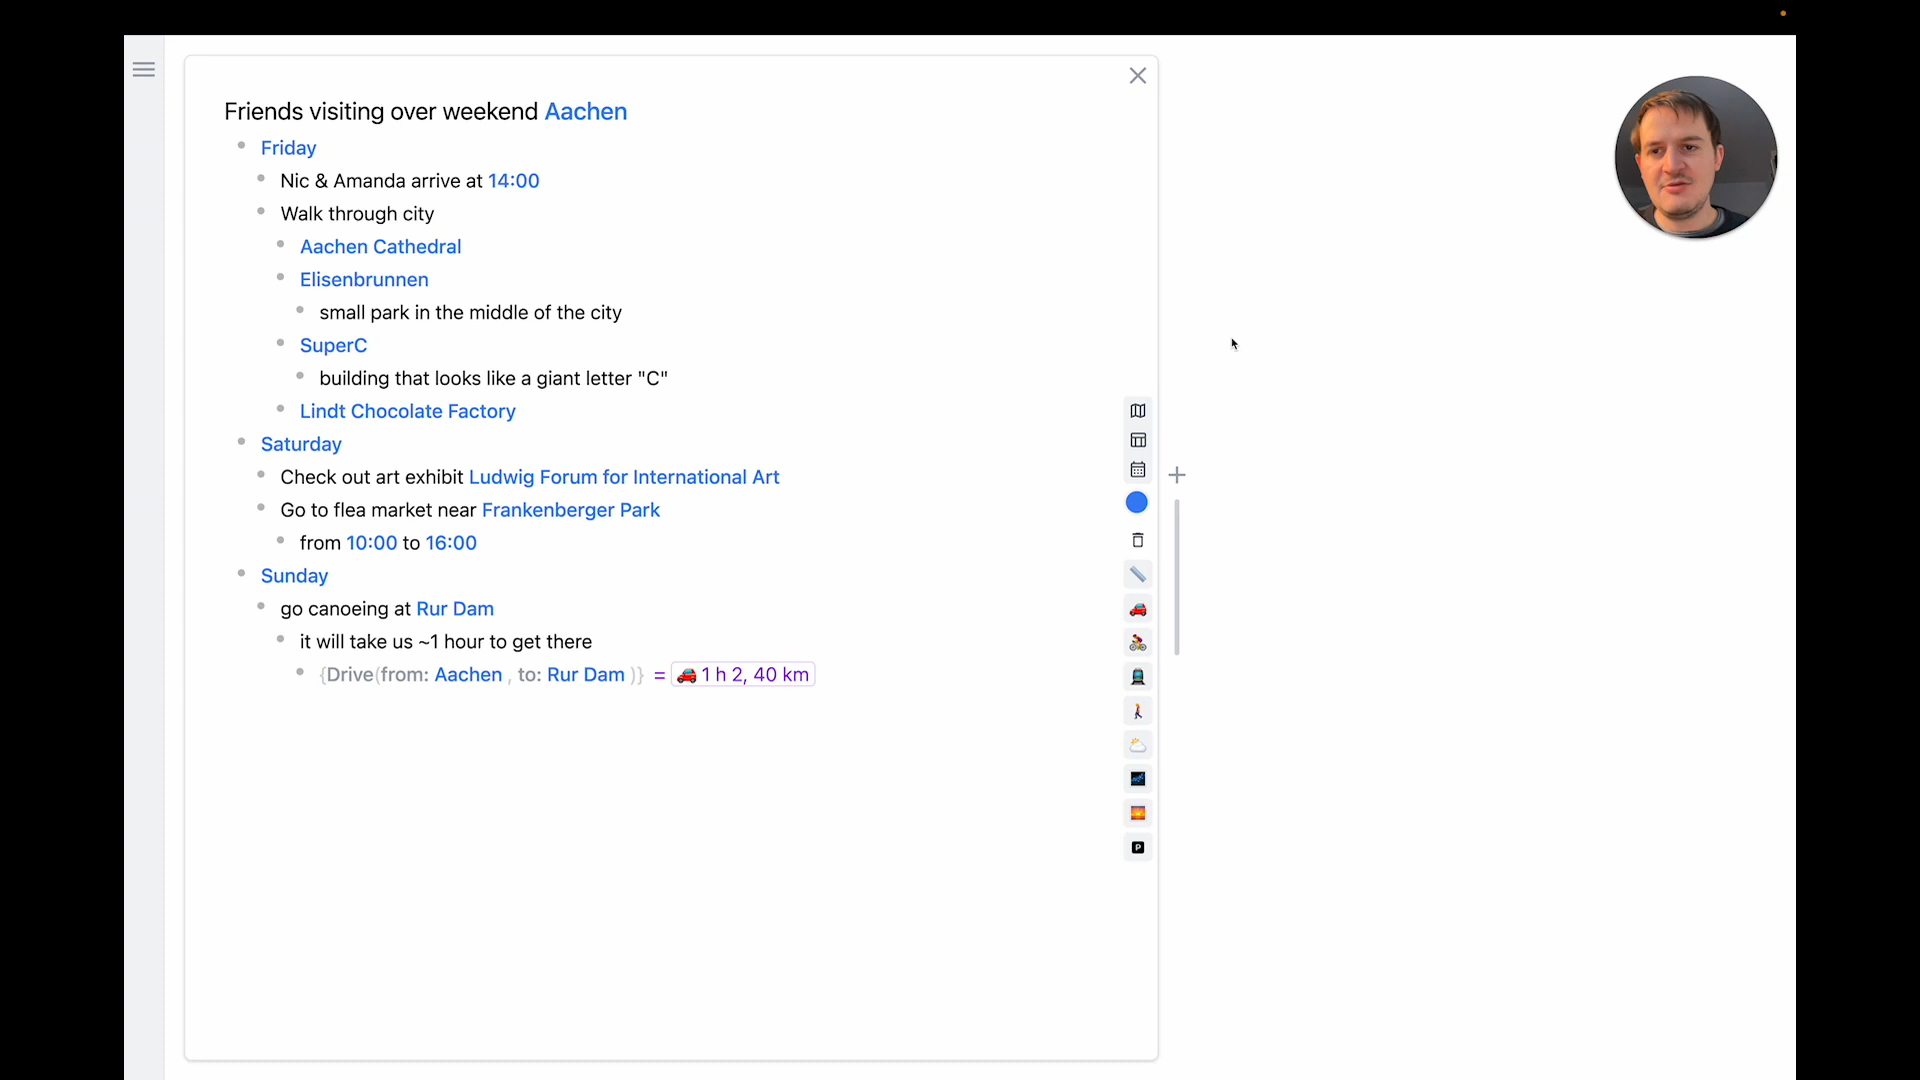 Friends visiting over weekend Aachen
Friday
Nic & Amanda arrive at 14:00
Walk through city
Aachen Cathedral
Elisenbrunnen
small park in the middle of the city
SuperC
building that looks like a giant letter "C"
Lindt Chocolate Factory
Saturday
Check out art exhibit Ludwig Forum for International Art
Go to flea market near Frankenberger Park
from 10:00 to 16:00
Sunday
go canoeing at Rur Dam
it will take us ~1 hour to get there
{Drive(from: Aachen , to: Rur Dam )} = 🚗 1 h 2, 40 km
P